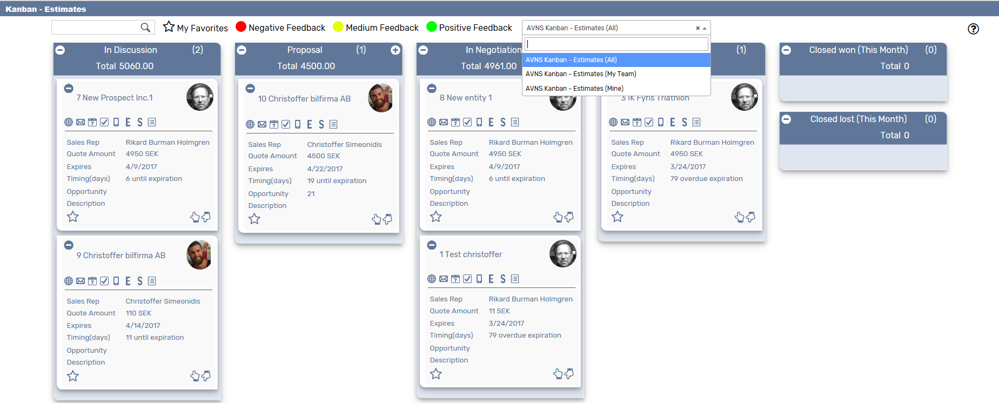 Kanban - Estimates
My Favorites
Negative Feedback
Medium Feedback
Positive Feedback
AVNS Kanban - Estimates (All)
AVNS Kanban - Estimates (All)
AVNS Kanban - Estimates (My Team)
AVNS Kanban - Estimates (Mine)
In Discussion (2)
Total 5060.00
7 New Prospect Inc.1
7 E S
Sales Rep Rikard Burman Holmgren
Quote Amount 4950 SEK
Expires 4/9/2017
Timing(days) 6 until expiration
Opportunity
Description
9 Christoffer bilfirma AB
7 E S
Sales Rep Christoffer Simeonidis
Quote Amount 110 SEK
Expires 4/14/2017
Timing(days) 11 until expiration
Opportunity
Description
Proposal (1)
Total 4500.00
10 Christoffer bilfirma AB
7 E S
Sales Rep Christoffer Simeonidis
Quote Amount 4500 SEK
Expires 4/22/2017
Timing(days) 19 until expiration
Opportunity 21
Description
In Negotiation
Total 4961.00
8 New entity 1
7 E S
Sales Rep Rikard Burman Holmgren
Quote Amount 4950 SEK
Expires 4/9/2017
Timing(days) 6 until expiration
Opportunity
Description
1 Test christoffer
7 E S
Sales Rep Rikard Burman Holmgren
Quote Amount 11 SEK
Expires 3/24/2017
Timing(days) 79 overdue expiration
Opportunity
Description
(1)
3 IK Fyris Triathlon
7 E S
Sales Rep Rikard Burman Holmgren
Quote Amount 4950 SEK
Expires 3/24/2017
Timing(days) 79 overdue expiration
Opportunity
Description
Closed won (This Month) (0)
Total 0
Closed lost (This Month) (0)
Total 0